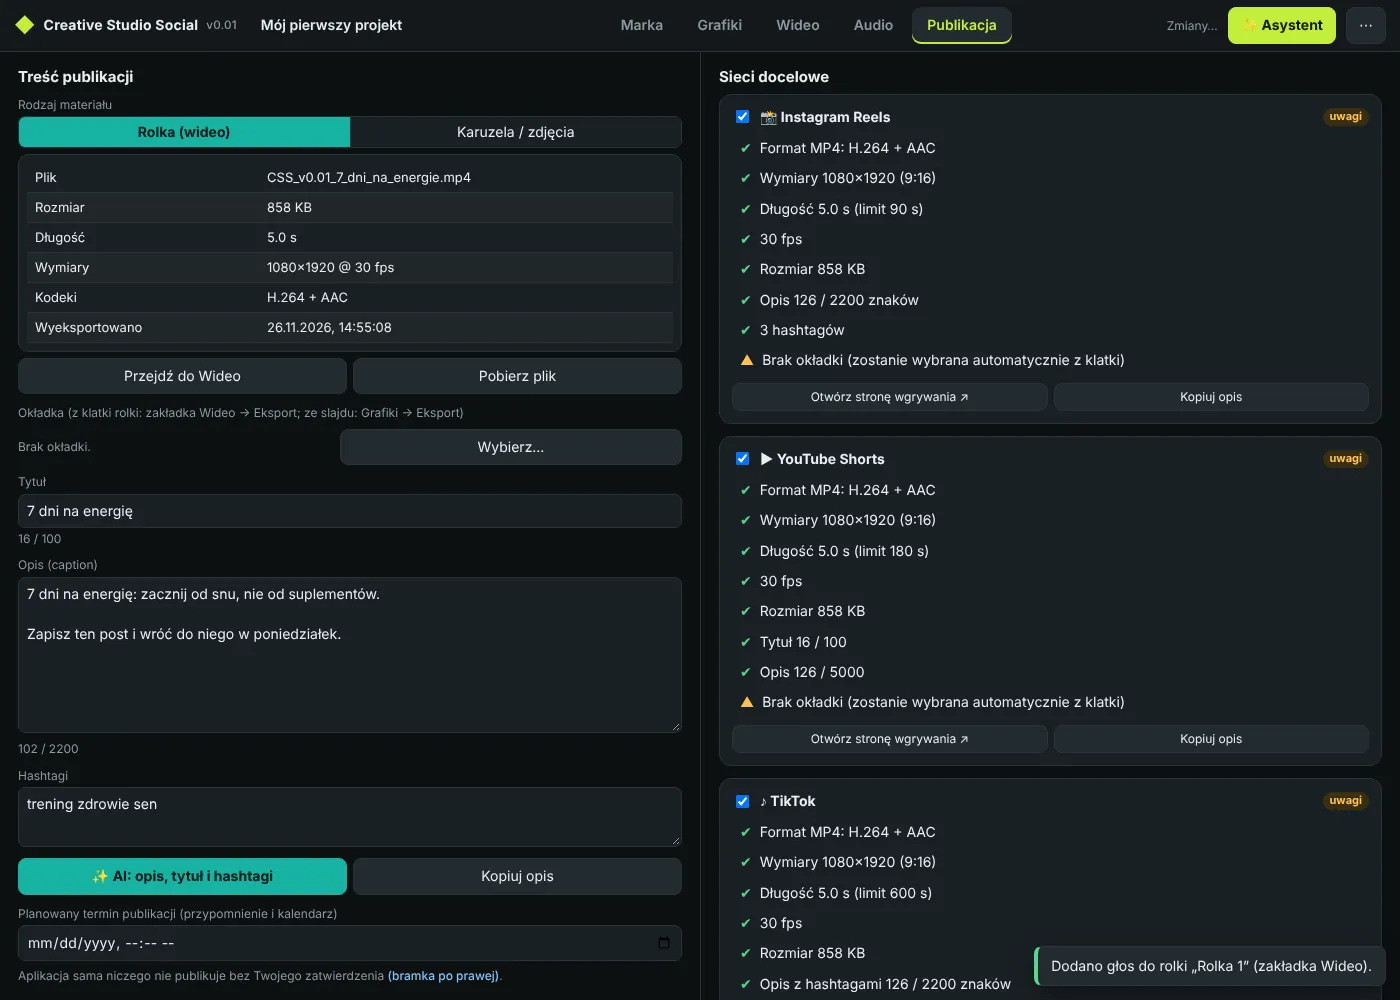 Creative Studio Social v0.01 Mój pierwszy projekt Marka Grafiki Wideo Audio Publikacja Zmiany... ✨ Asystent ...
Treść publikacji
Rodzaj materiału
Rolka (wideo) Karuzela / zdjęcia
Plik CSS_v0.01_7_dni_na_energie.mp4
Rozmiar 858 KB
Długość 5.0 s
Wymiary 1080×1920 @ 30 fps
Kodeki H.264 + AAC
Wyeksportowano 26.11.2026, 14:55:08
Przejdź do Wideo Pobierz plik
Okładka (z klatki rolki: zakładka Wideo → Eksport; ze slajdu: Grafiki → Eksport)
Brak okładki. Wybierz...
Tytuł
7 dni na energię
16 / 100
Opis (caption)
7 dni na energię: zacznij od snu, nie od suplementów.
Zapisz ten post i wróć do niego w poniedziałek.
102 / 2200
Hashtagi
trening zdrowie sen
✨ AI: opis, tytuł i hashtagi Kopiuj opis
Planowany termin publikacji (przypomnienie i kalendarz)
mm/dd/yyyy, --:-- --
Aplikacja sama niczego nie publikuje bez Twojego zatwierdzenia (bramka po prawej).
Sieci docelowe
📸 Instagram Reels uwagi
✔ Format MP4: H.264 + AAC
✔ Wymiary 1080×1920 (9:16)
✔ Długość 5.0 s (limit 90 s)
✔ 30 fps
✔ Rozmiar 858 KB
✔ Opis 126 / 2200 znaków
✔ 3 hashtagów
▲ Brak okładki (zostanie wybrana automatycznie z klatki)
Otwórz stronę wgrywania ↗ Kopiuj opis
▶ YouTube Shorts uwagi
✔ Format MP4: H.264 + AAC
✔ Wymiary 1080×1920 (9:16)
✔ Długość 5.0 s (limit 180 s)
✔ 30 fps
✔ Rozmiar 858 KB
✔ Tytuł 16 / 100
✔ Opis 126 / 5000
▲ Brak okładki (zostanie wybrana automatycznie z klatki)
Otwórz stronę wgrywania ↗ Kopiuj opis
♪ TikTok uwagi
✔ Format MP4: H.264 + AAC
✔ Wymiary 1080×1920 (9:16)
✔ Długość 5.0 s (limit 600 s)
✔ 30 fps
✔ Rozmiar 858 KB
✔ Opis z hashtagami 126 / 2200 znaków
Dodano głos do rolki „Rolka 1” (zakładka Wideo).